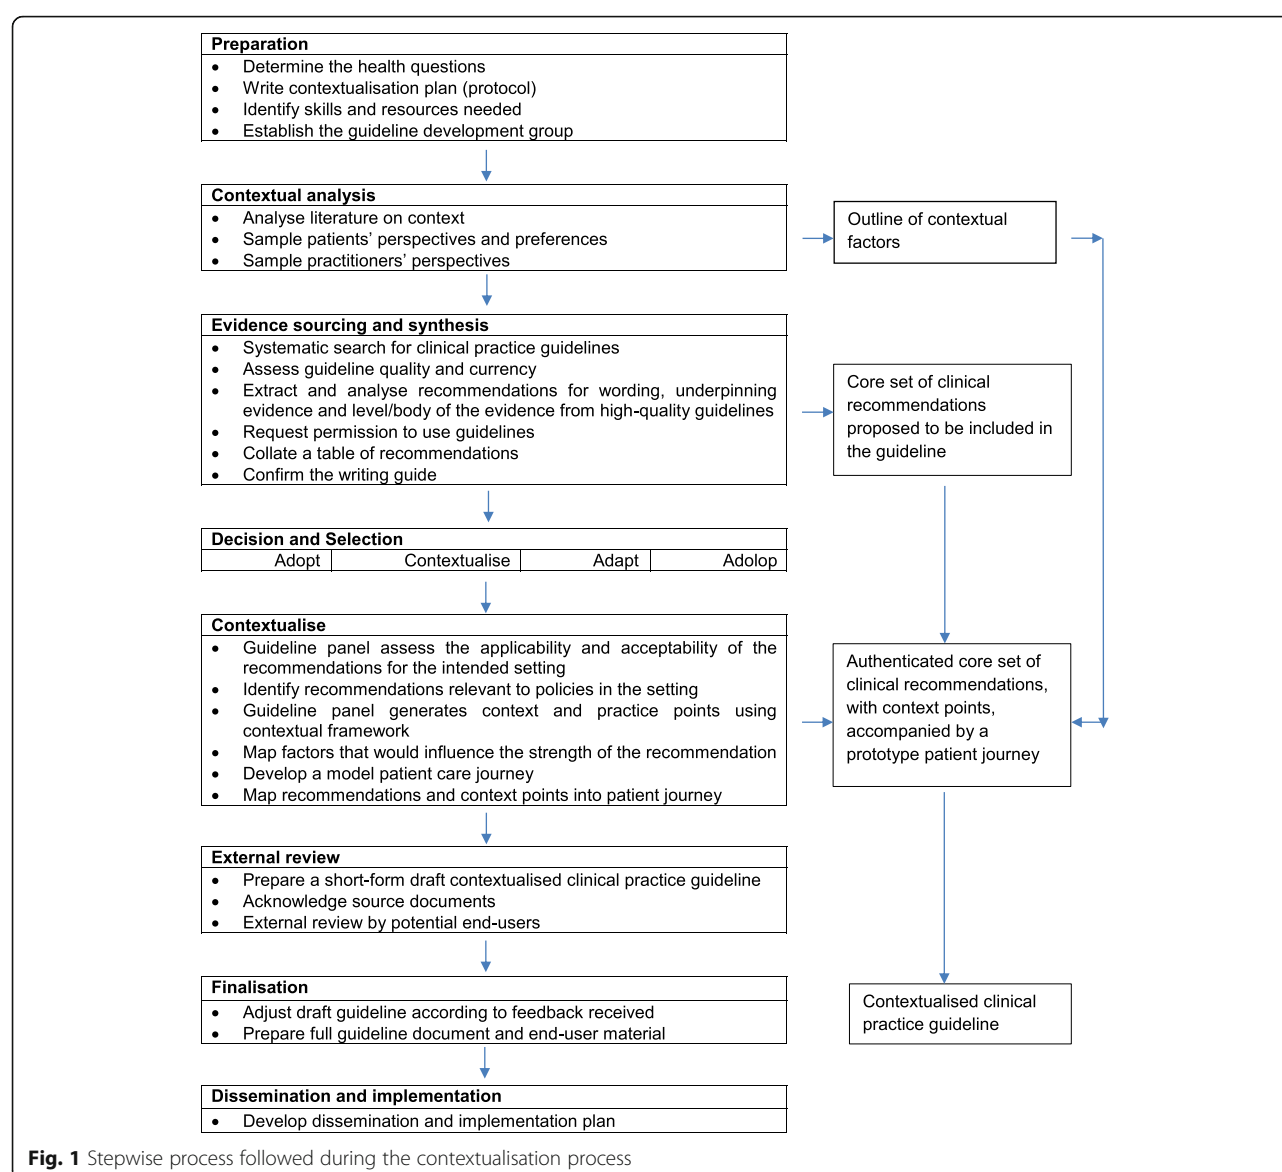 Preparation
• Determine the health questions
• Write contextualisation plan (protocol)
• Identify skills and resources needed
• Establish the guideline development group
Contextual analysis
• Analyse literature on context
• Sample patients’ perspectives and preferences
• Sample practitioners’ perspectives
Outline of contextual
factors
Evidence sourcing and synthesis
• Systematic search for clinical practice guidelines
• Assess guideline quality and currency
• Extract and analyse recommendations for wording, underpinning
evidence and level/body of the evidence from high-quality guidelines
• Request permission to use guidelines
• Collate a table of recommendations
• Confirm the writing guide
Core set of clinical
recommendations
proposed to be included in
the guideline
Decision and Selection
Adopt Contextualise Adapt Adolop
Contextualise
• Guideline panel assess the applicability and acceptability of the
recommendations for the intended setting
• Identify recommendations relevant to policies in the setting
• Guideline panel generates context and practice points using
contextual framework
• Map factors that would influence the strength of the recommendation
• Develop a model patient care journey
• Map recommendations and context points into patient journey
Authenticated core set of
clinical recommendations,
with context points,
accompanied by a
prototype patient journey
External review
• Prepare a short-form draft contextualised clinical practice guideline
• Acknowledge source documents
• External review by potential end-users
Finalisation
• Adjust draft guideline according to feedback received
• Prepare full guideline document and end-user material
Contextualised clinical
practice guideline
Dissemination and implementation
• Develop dissemination and implementation plan
Fig. 1 Stepwise process followed during the contextualisation process